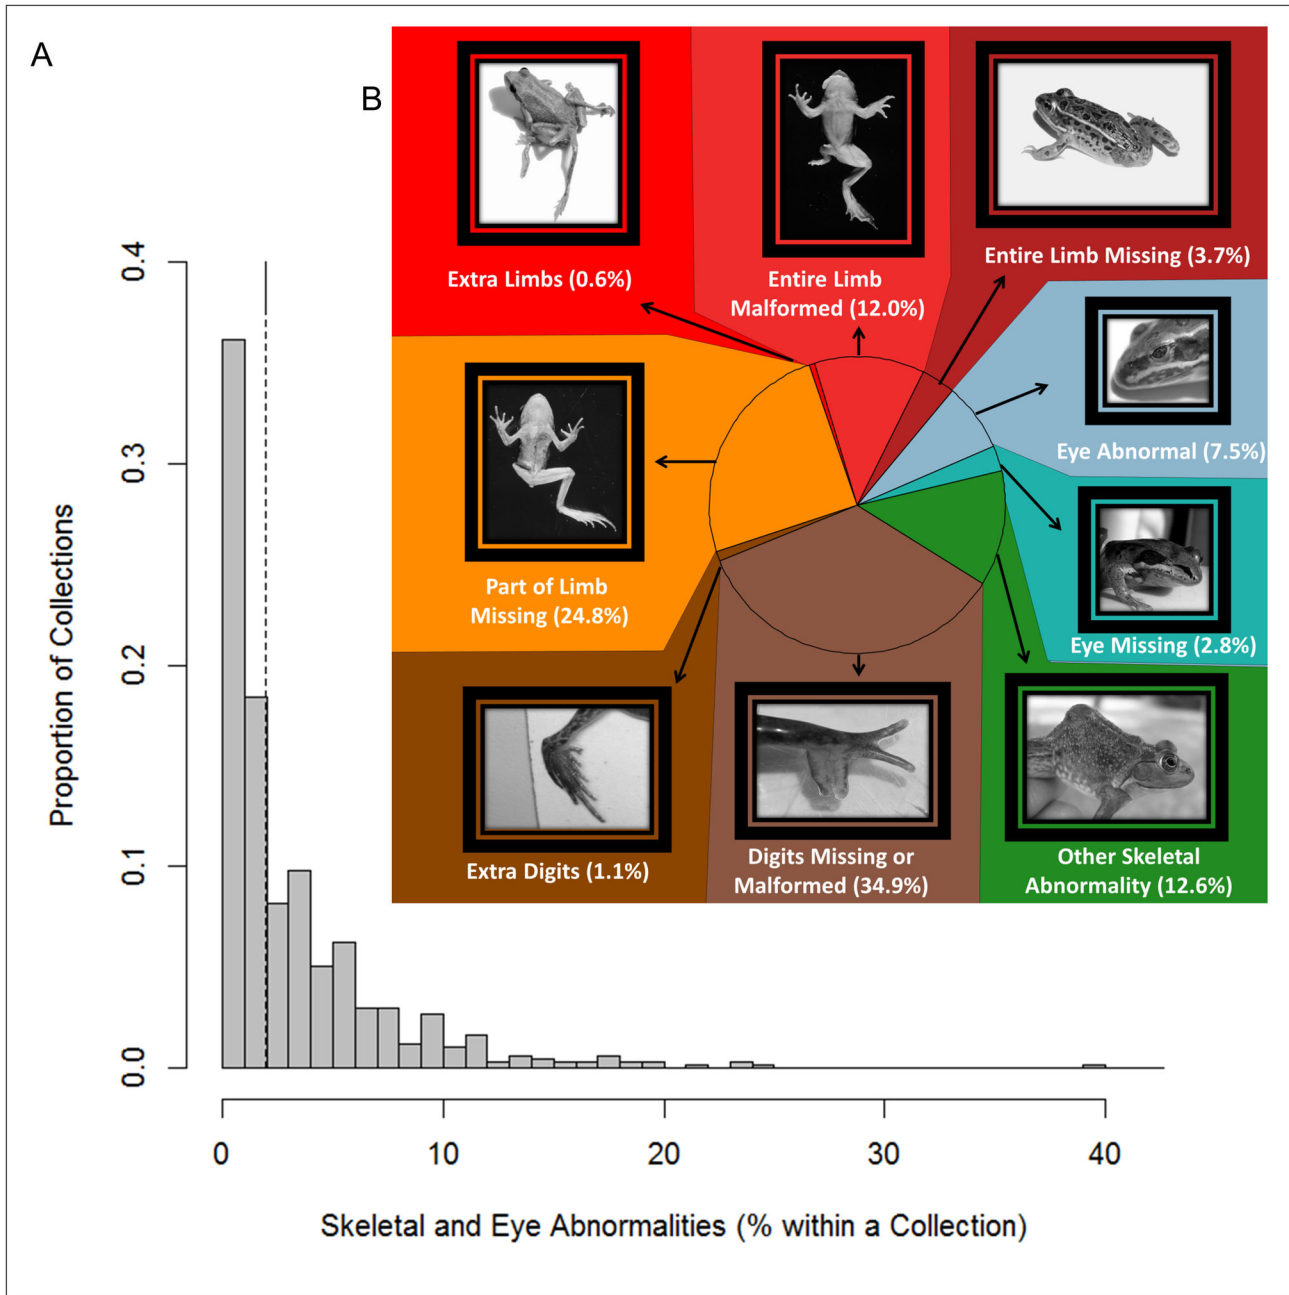 A
B
Extra Limbs (0.6%)
Entire Limb
Malformed (12.0%)
Entire Limb Missing (3.7%)
Eye Abnormal (7.5%)
Eye Missing (2.8%)
Part of Limb
Missing (24.8%)
Extra Digits (1.1%)
Digits Missing or
Malformed (34.9%)
Other Skeletal
Abnormality (12.6%)
Proportion of Collections
0.4
0.3
0.2
0.1
0.0
0 10 20 30 40
Skeletal and Eye Abnormalities (% within a Collection)